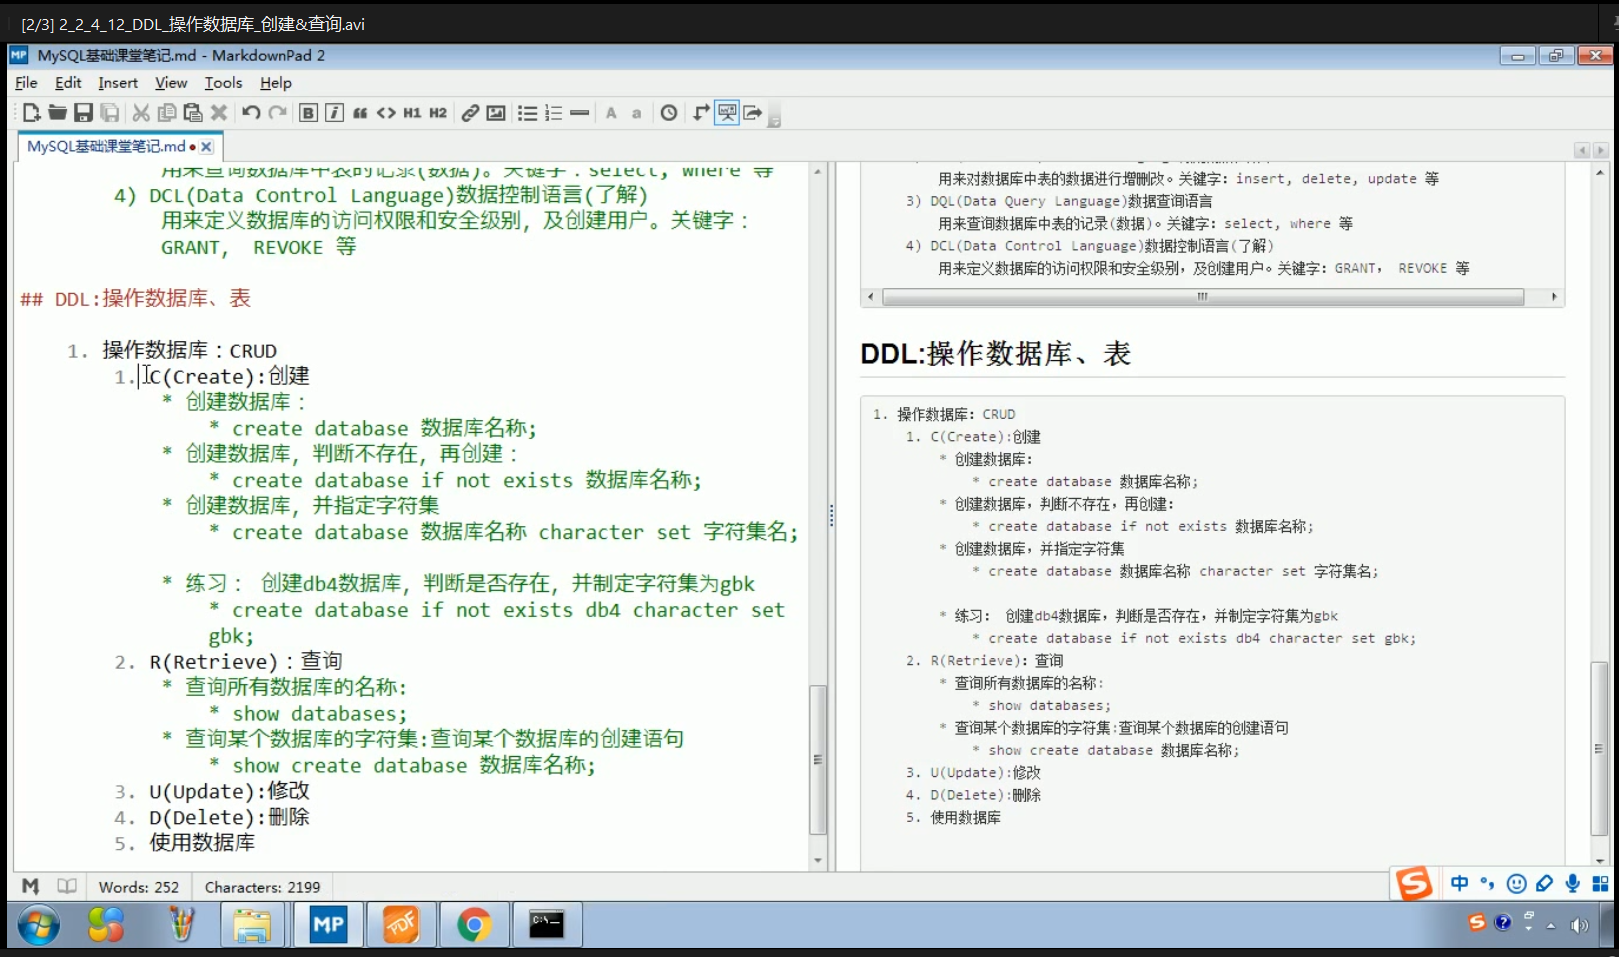 [2/3] 2_2_4_12_DDL_操作数据库_创建&查询.avi
MP MySQL基础课堂笔记.md - MarkdownPad 2
File Edit Insert View Tools Help
H1 H2 A a
MySQL基础课堂笔记.md
用来查询数据库中表的记录(数据)。关键字：select, where 等
4) DCL(Data Control Language)数据控制语言(了解)
用来定义数据库的访问权限和安全级别，及创建用户。关键字：
GRANT， REVOKE 等
## DDL:操作数据库、表
1. 操作数据库：CRUD
1. C(Create):创建
* 创建数据库：
* create database 数据库名称;
* 创建数据库，判断不存在，再创建：
* create database if not exists 数据库名称;
* 创建数据库，并指定字符集
* create database 数据库名称 character set 字符集名;
* 练习： 创建db4数据库，判断是否存在，并制定字符集为gbk
* create database if not exists db4 character set
gbk;
2. R(Retrieve)：查询
* 查询所有数据库的名称:
* show databases;
* 查询某个数据库的字符集:查询某个数据库的创建语句
* show create database 数据库名称;
3. U(Update):修改
4. D(Delete):删除
5. 使用数据库
用来对数据库中表的数据进行增删改。关键字：insert, delete, update 等
3) DQL(Data Query Language)数据查询语言
用来查询数据库中表的记录(数据)。关键字：select, where 等
4) DCL(Data Control Language)数据控制语言(了解)
用来定义数据库的访问权限和安全级别，及创建用户。关键字：GRANT， REVOKE 等
DDL:操作数据库、表
1. 操作数据库：CRUD
1. C(Create):创建
* 创建数据库：
* create database 数据库名称;
* 创建数据库，判断不存在，再创建：
* create database if not exists 数据库名称;
* 创建数据库，并指定字符集
* create database 数据库名称 character set 字符集名;
* 练习： 创建db4数据库，判断是否存在，并制定字符集为gbk
* create database if not exists db4 character set gbk;
2. R(Retrieve)：查询
* 查询所有数据库的名称:
* show databases;
* 查询某个数据库的字符集:查询某个数据库的创建语句
* show create database 数据库名称;
3. U(Update):修改
4. D(Delete):删除
5. 使用数据库
Words: 252 Characters: 2199
中
MP PDF C:\